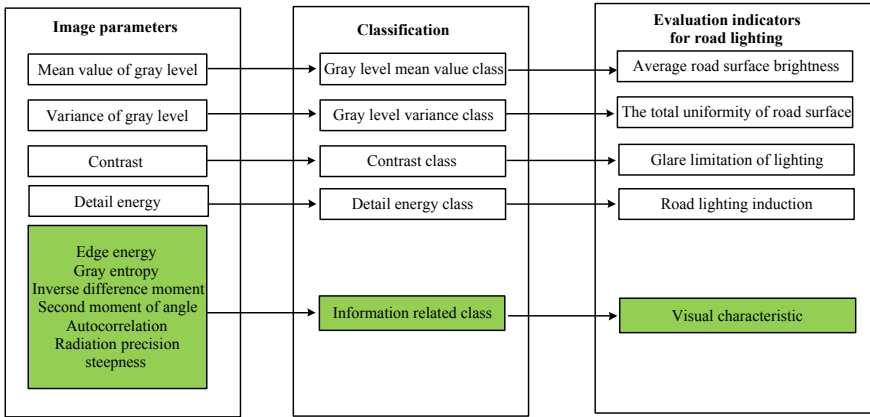 Image parameters
Mean value of gray level
Variance of gray level
Contrast
Detail energy
Edge energy
Gray entropy
Inverse difference moment
Second moment of angle
Autocorrelation
Radiation precision
steepness
Classification
Gray level mean value class
Gray level variance class
Contrast class
Detail energy class
Information related class
Evaluation indicators
for road lighting
Average road surface brightness
The total uniformity of road surface
Glare limitation of lighting
Road lighting induction
Visual characteristic